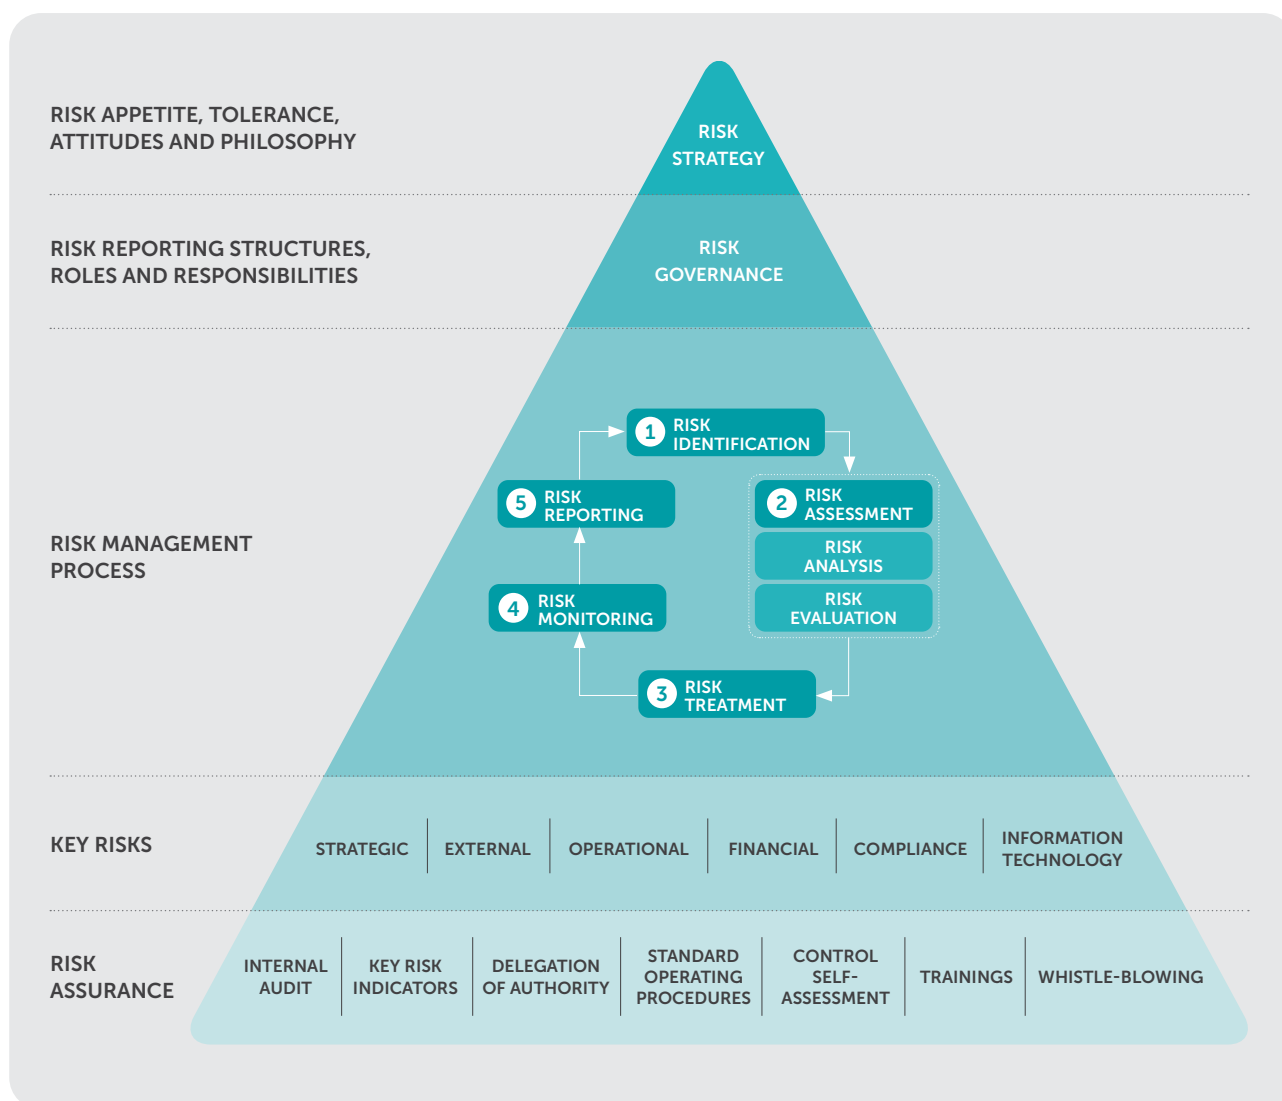 RISK APPETITE, TOLERANCE,
ATTITUDES AND PHILOSOPHY
RISK
STRATEGY
RISK REPORTING STRUCTURES,
ROLES AND RESPONSIBILITIES
RISK
GOVERNANCE
RISK MANAGEMENT
PROCESS
1
RISK
IDENTIFICATION
2
RISK
ASSESSMENT
RISK
ANALYSIS
RISK
EVALUATION
3
RISK
TREATMENT
4
RISK
MONITORING
5
RISK
REPORTING
KEY RISKS
STRATEGIC
EXTERNAL
OPERATIONAL
FINANCIAL
COMPLIANCE
INFORMATION
TECHNOLOGY
RISK
ASSURANCE
INTERNAL
AUDIT
KEY RISK
INDICATORS
DELEGATION
OF AUTHORITY
STANDARD
OPERATING
PROCEDURES
CONTROL
SELF-
ASSESSMENT
TRAININGS
WHISTLE-BLOWING